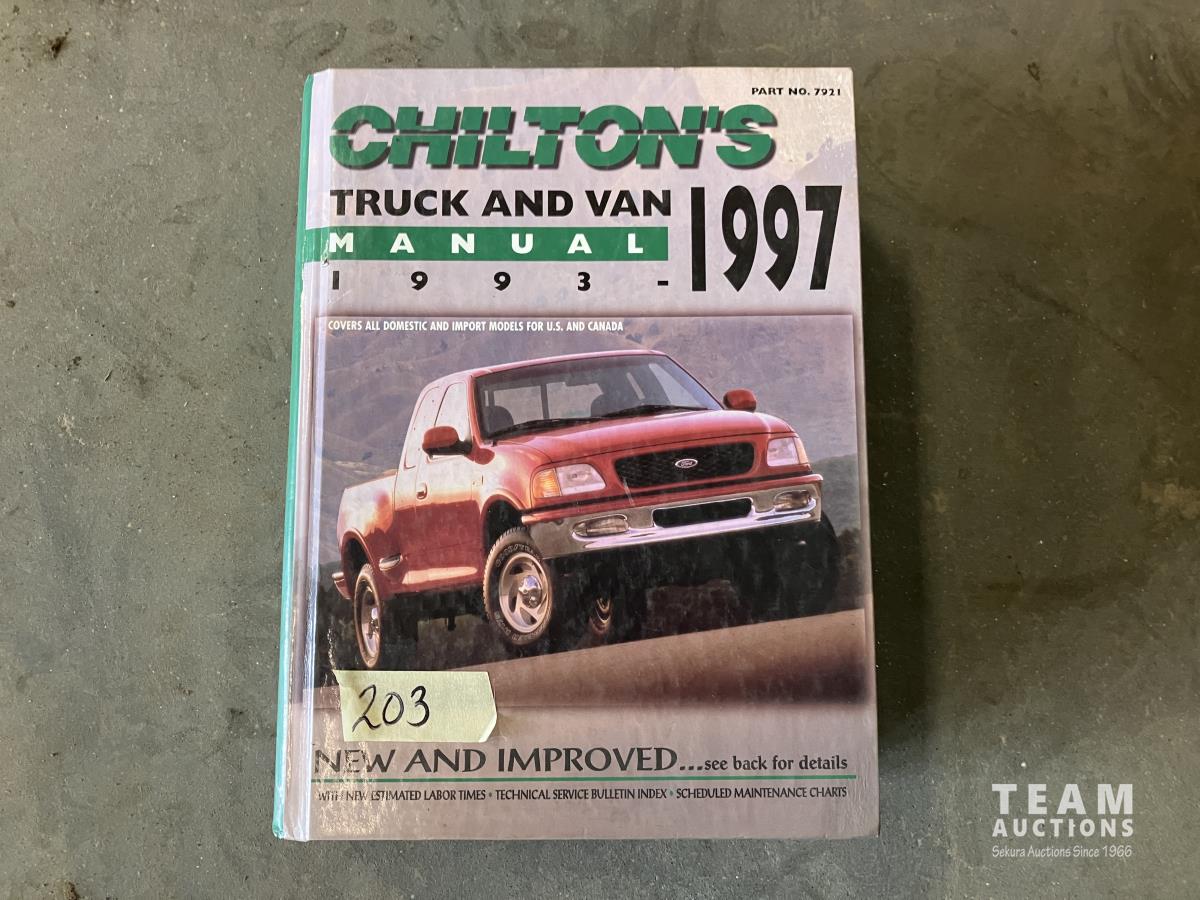 PART NO. 7921
CHILTON'S
TRUCK AND VAN
MANUAL
1993-1997
COVERS ALL DOMESTIC AND IMPORT MODELS FOR U.S. AND CANADA
Ford
203
NEW AND IMPROVED...see back for details
WITH NEW ESTIMATED LABOR TIMES • TECHNICAL SERVICE BULLETIN INDEX • SCHEDULED MAINTENANCE CHARTS
TEAM
AUCTIONS
Sekura Auctions Since 1966